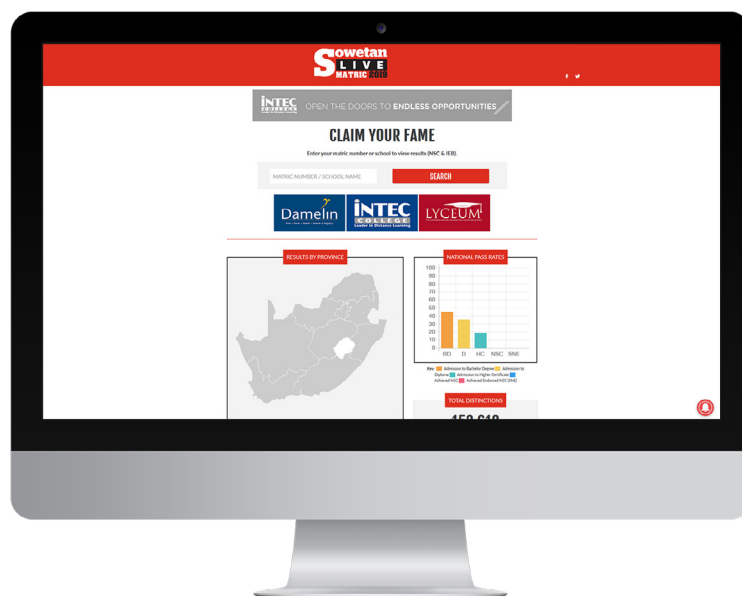 Sowetan
LIVE
MATRIC 2019
INTEC
COLLEGE
OPEN THE DOORS TO ENDLESS OPPORTUNITIES
CLAIM YOUR FAME
Enter your matric number or school to view results (NSC & IEB).
MATRIC NUMBER / SCHOOL NAME
SEARCH
Damelin
INTEC
COLLEGE
Leader in Distance Learning
LYCEUM
RESULTS BY PROVINCE
NATIONAL PASS RATES
100
90
80
70
60
50
40
30
20
10
0
BD D HC NSC SNE
Key: Admission to Bachelor Degree Admission to
Diploma Admission to Higher Certificate
Achieved NSC Achieved Endorsed NSC (SNE)
TOTAL DISTINCTIONS